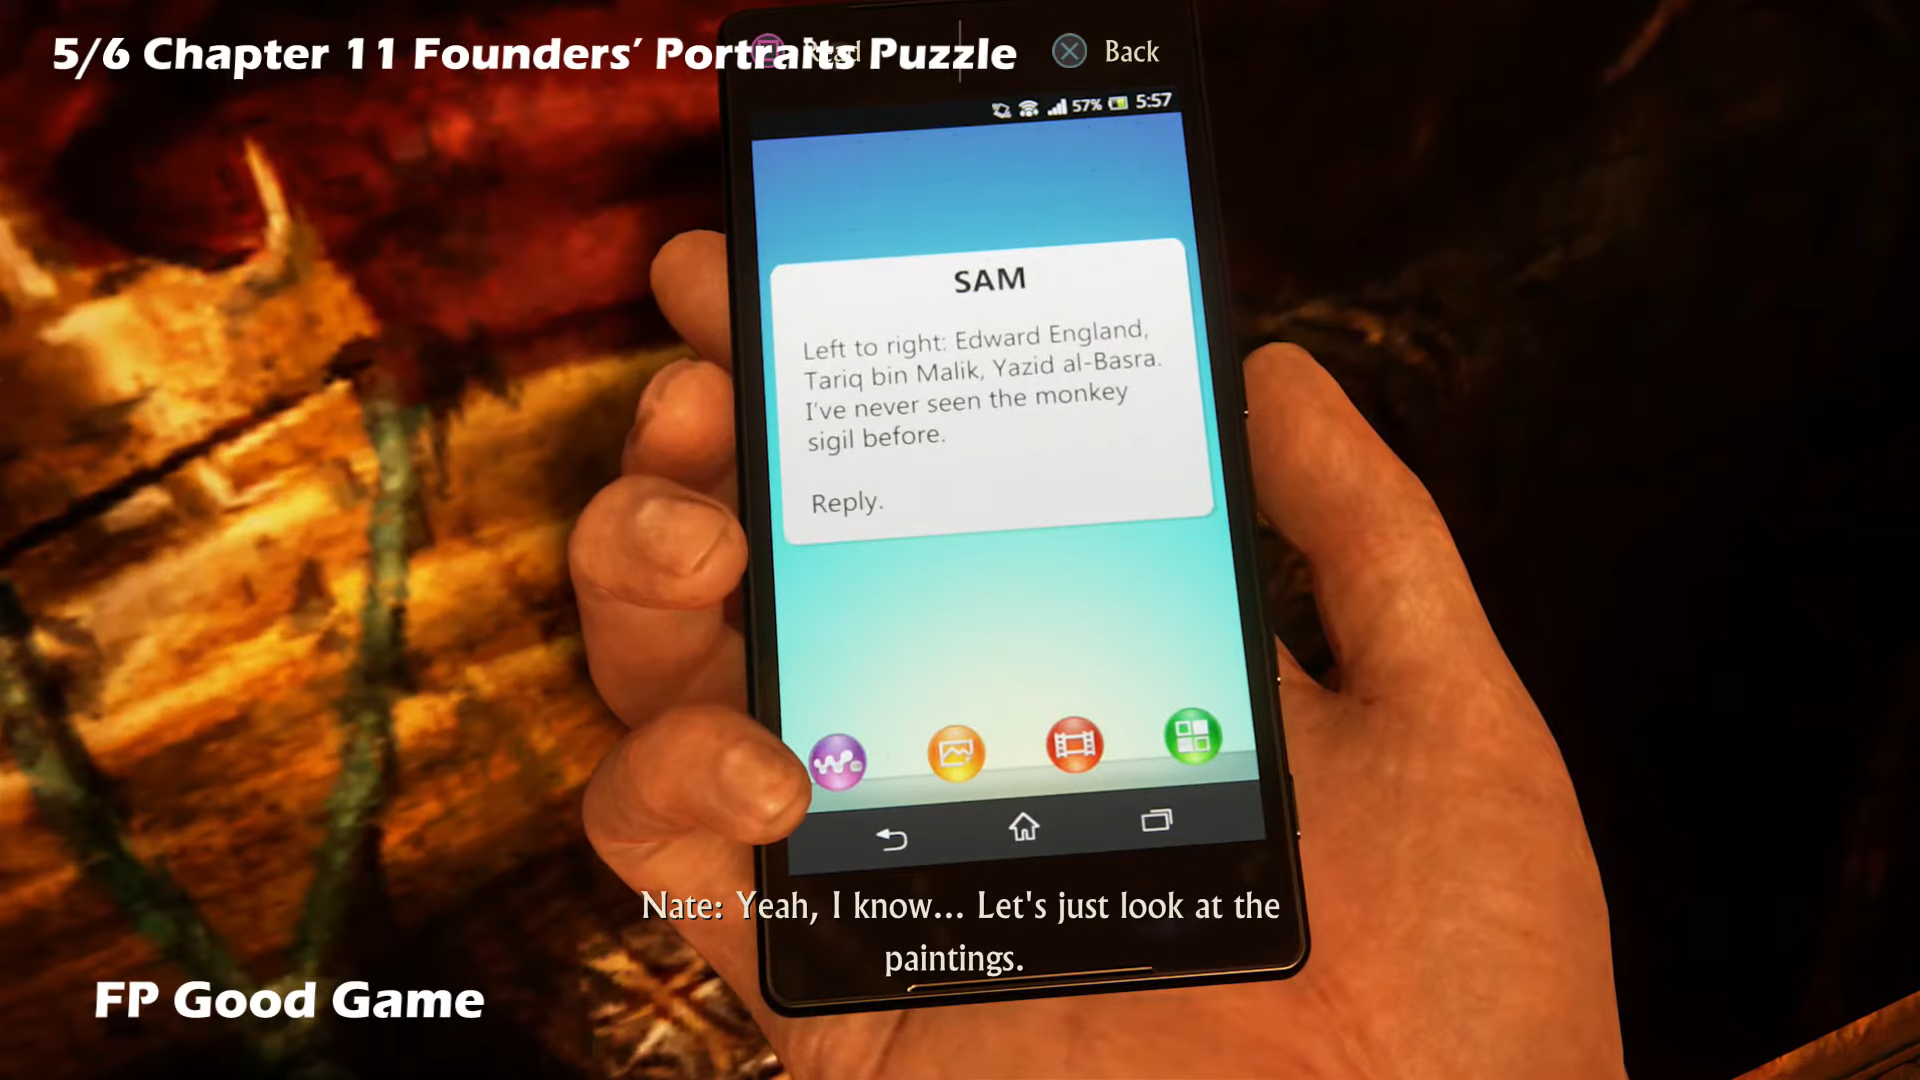 5/6 Chapter 11 Founders’ Portraits Puzzle
Read
Back
57% 5:57
SAM
Left to right: Edward England,
Tariq bin Malik, Yazid al-Basra.
I've never seen the monkey
sigil before.
Reply.
Nate: Yeah, I know... Let's just look at the
paintings.
FP Good Game